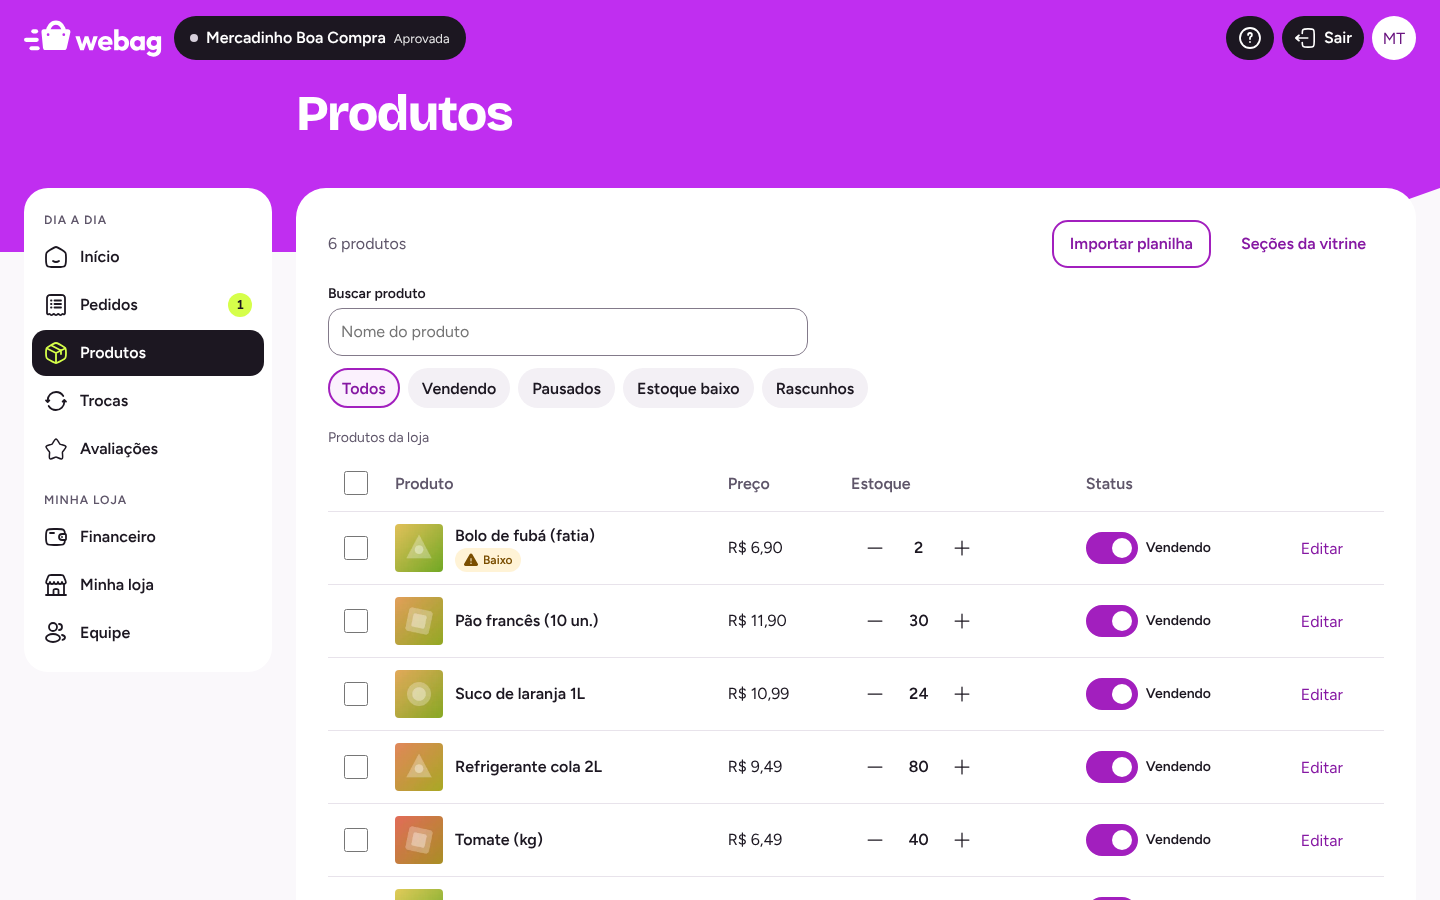 webag
Mercadinho Boa Compra Aprovada
Sair
MT
Produtos
DIA A DIA
Início
Pedidos 1
Produtos
Trocas
Avaliações
MINHA LOJA
Financeiro
Minha loja
Equipe
6 produtos
Importar planilha
Seções da vitrine
Buscar produto
Nome do produto
Todos Vendendo Pausados Estoque baixo Rascunhos
Produtos da loja
Produto Preço Estoque Status
Bolo de fubá (fatia)
Baixo
R$ 6,90 — 2 + Vendendo Editar
Pão francês (10 un.) R$ 11,90 — 30 + Vendendo Editar
Suco de laranja 1L R$ 10,99 — 24 + Vendendo Editar
Refrigerante cola 2L R$ 9,49 — 80 + Vendendo Editar
Tomate (kg) R$ 6,49 — 40 + Vendendo Editar